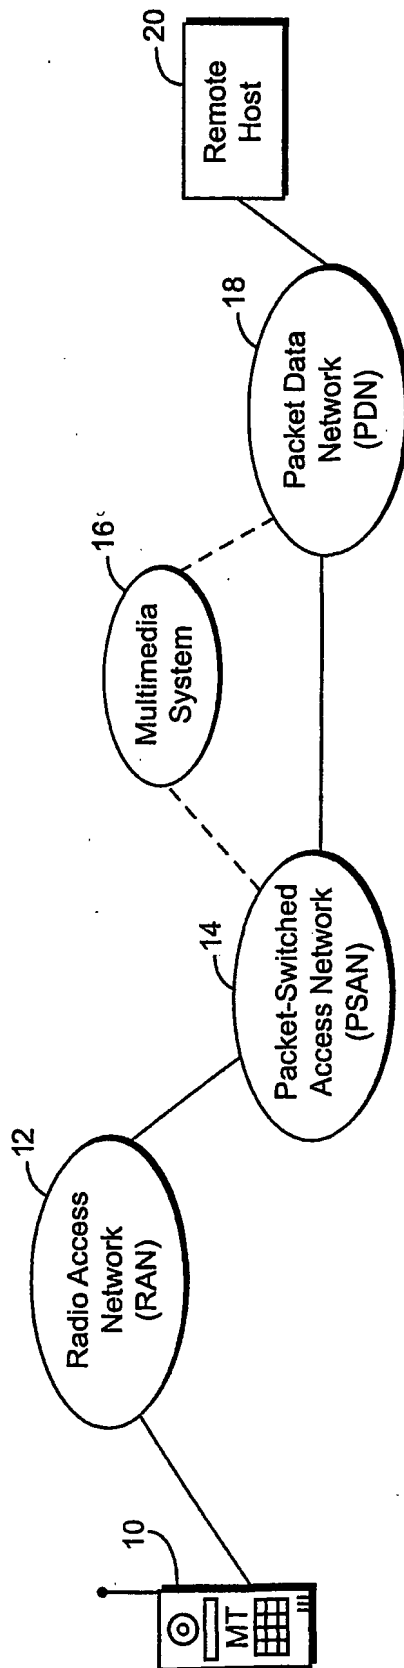 10
MT
12
Radio Access
Network
(RAN)
14
Packet-Switched
Access Network
(PSAN)
16
Multimedia
System
18
Packet Data
Network
(PDN)
20
Remote
Host